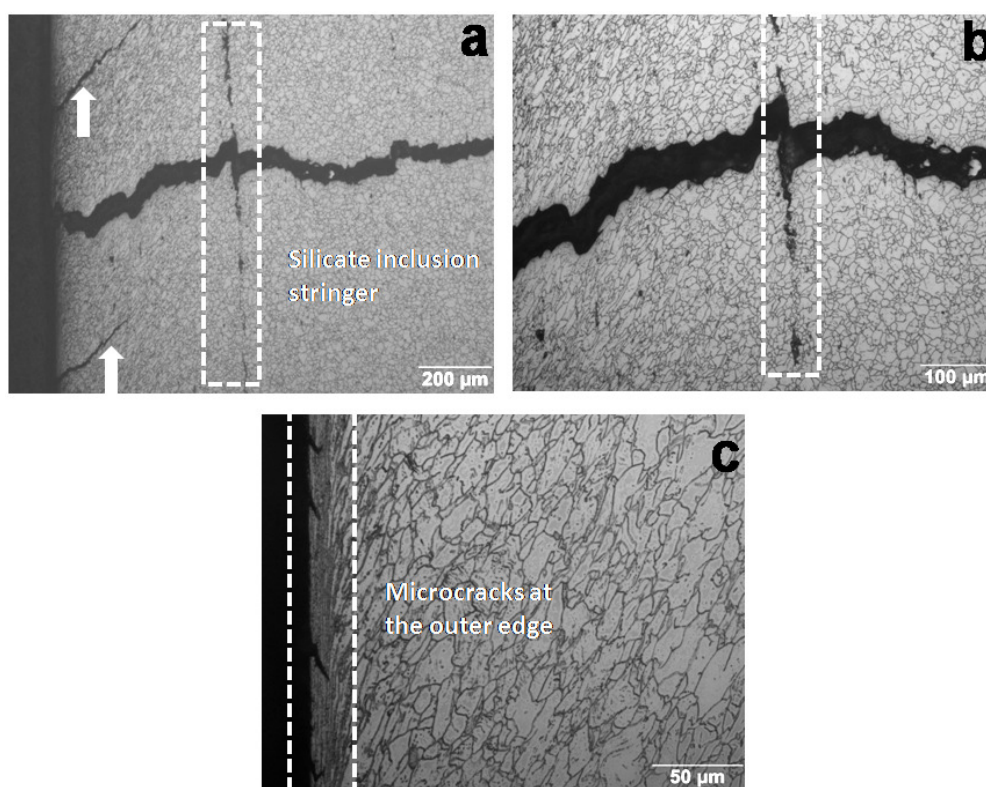 a
Silicate inclusion
stringer
200 µm
b
100 µm
c
Microcracks at
the outer edge
50 µm